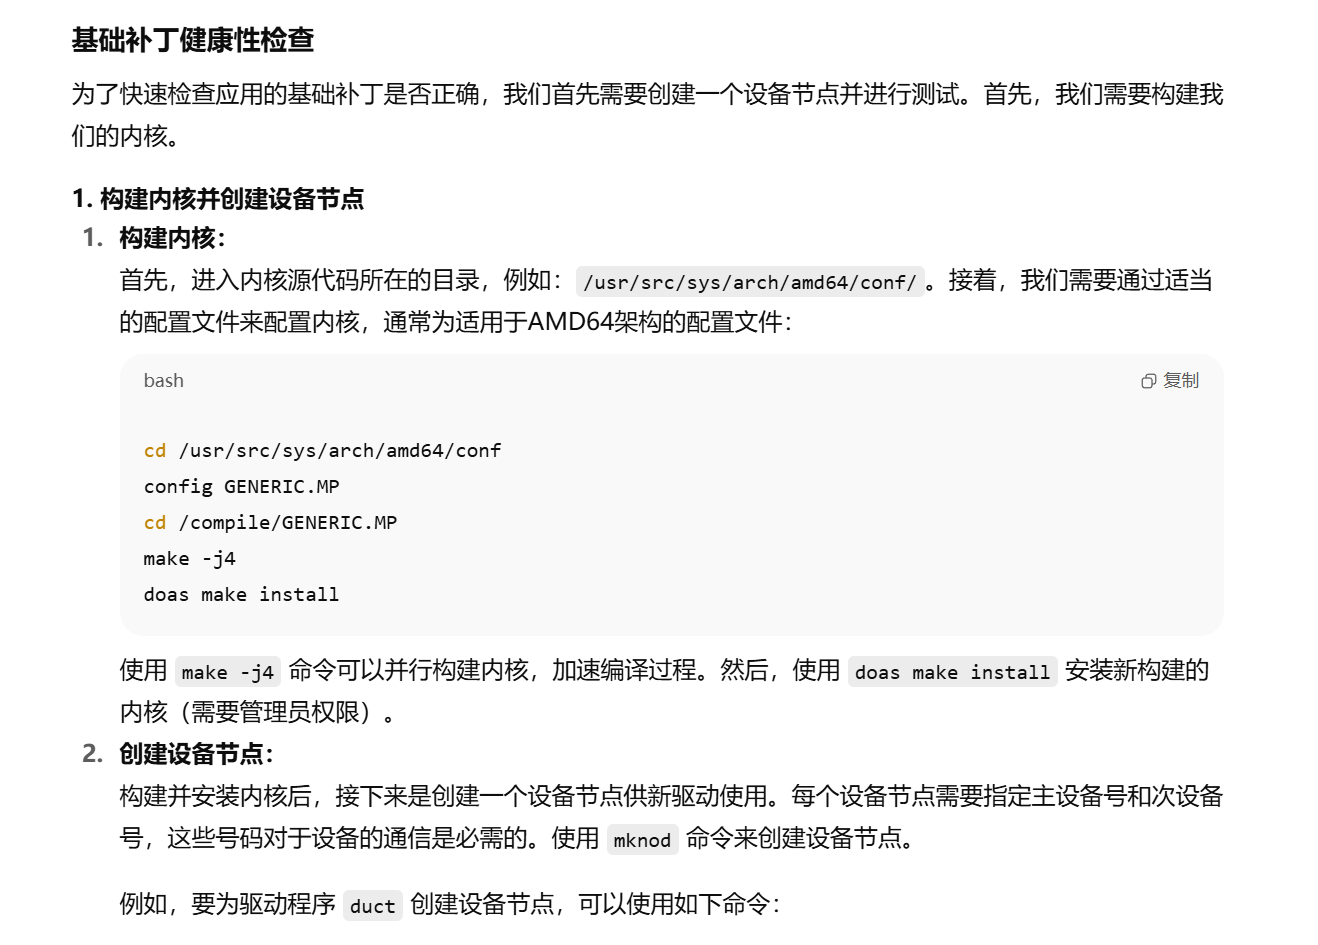 基础补丁健康性检查
为了快速检查应用的基础补丁是否正确，我们首先需要创建一个设备节点并进行测试。首先，我们需要构建我
们的内核。
1. 构建内核并创建设备节点
1. 构建内核：
首先，进入内核源代码所在的目录，例如： /usr/src/sys/arch/amd64/conf/ 。接着，我们需要通过适当
的配置文件来配置内核，通常为适用于AMD64架构的配置文件：
bash 复制
cd /usr/src/sys/arch/amd64/conf
config GENERIC.MP
cd /compile/GENERIC.MP
make -j4
doas make install
使用 make -j4 命令可以并行构建内核，加速编译过程。然后，使用 doas make install 安装新构建的
内核（需要管理员权限）。
2. 创建设备节点：
构建并安装内核后，接下来是创建一个设备节点供新驱动使用。每个设备节点需要指定主设备号和次设备
号，这些号码对于设备的通信是必需的。使用 mknod 命令来创建设备节点。
例如，要为驱动程序 duct 创建设备节点，可以使用如下命令：